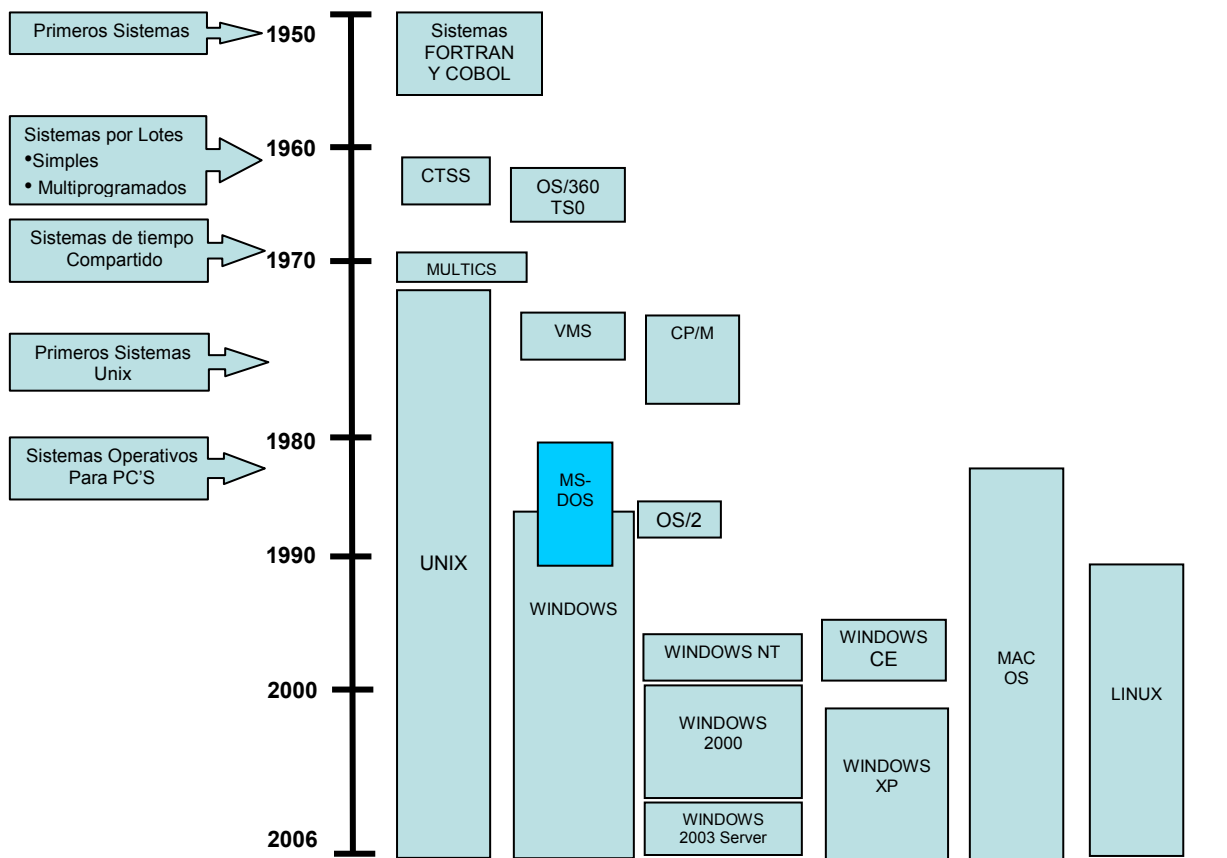 Primeros Sistemas
1950
Sistemas
FORTRAN
Y COBOL
Sistemas por Lotes
•Simples
• Multiprogramados
1960
CTSS
OS/360
TS0
Sistemas de tiempo
Compartido
1970
MULTICS
Primeros Sistemas
Unix
VMS
CP/M
1980
Sistemas Operativos
Para PC'S
MS-
DOS
OS/2
1990
UNIX
WINDOWS
WINDOWS NT
WINDOWS
CE
MAC
OS
LINUX
2000
WINDOWS
2000
WINDOWS
XP
WINDOWS
2003 Server
2006